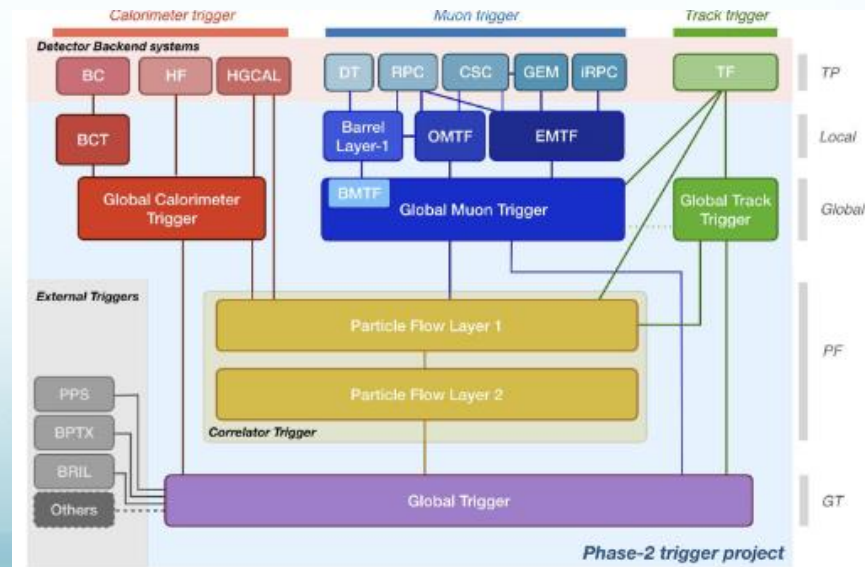 Calorimeter trigger
Muon trigger
Track trigger
Detector Backend systems
BC
HF
HGCAL
DT
RPC
CSC
GEM
iRPC
TF
TP
BCT
Barrel
Layer-1
OMTF
EMTF
Local
Global Calorimeter
Trigger
BMTF
Global Muon Trigger
Global Track
Trigger
Global
External Triggers
Particle Flow Layer 1
PF
Particle Flow Layer 2
Correlator Trigger
PPS
BPTX
BRIL
Others
Global Trigger
GT
Phase-2 trigger project